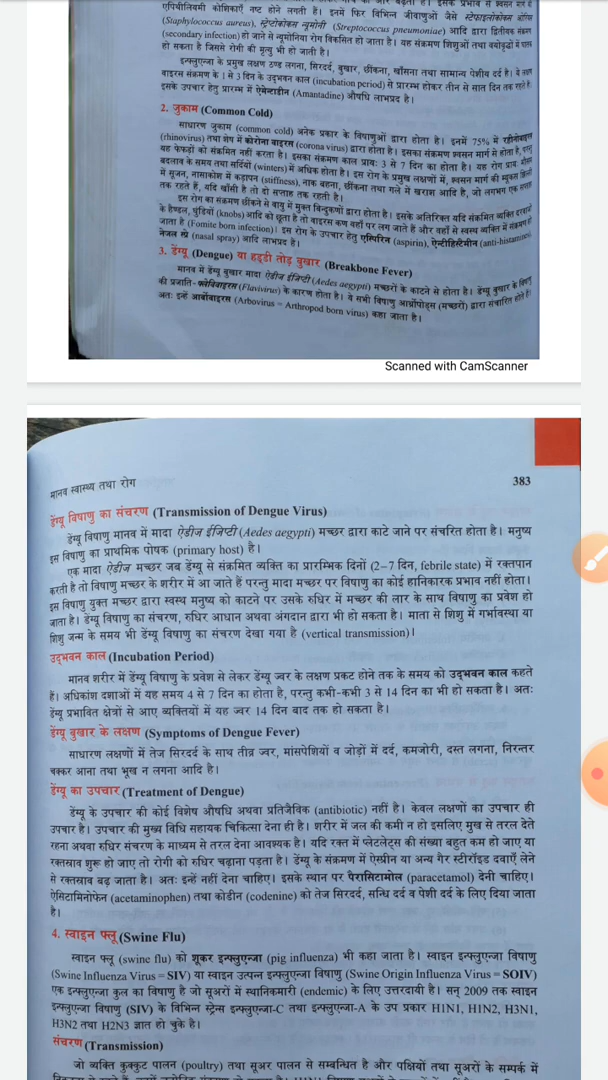 एपिथीलियमी कोशिकाएँ नष्ट होने लगती हैं। इनमें फिर विभिन्न जीवाणुओं जैसे स्टेफाइलोकोकस ऑरियस
(Staphylococcus aureus), स्ट्रेप्टोकोकस न्यूमोनी (Streptococcus pneumoniae) आदि द्वारा द्वितीयक संक्रमण
(secondary infection) हो जाने से न्यूमोनिया रोग विकसित हो जाता है। यह संक्रमण शिशुओं तथा वयोवृद्धों में घातक
हो सकता है जिससे रोगी की मृत्यु भी हो जाती है।
इन्फ्लुएन्जा के प्रमुख लक्षण ठण्ड लगना, सिरदर्द, बुखार, छींकना, खाँसना तथा सामान्य पेशीय दर्द है। ये लक्षण
वाइरस संक्रमण के 1 से 3 दिन के उद्भवन काल (incubation period) से प्रारम्भ होकर तीन से सात दिन तक रहते हैं।
इसके उपचार हेतु प्रारम्भ में ऐमेन्टाडीन (Amantadine) औषधि लाभप्रद है।
2. जुकाम (Common Cold)
साधारण जुकाम (common cold) अनेक प्रकार के विषाणुओं द्वारा होता है। इनमें 75% में रहीनोवाइरस
(rhinovirus) तथा शेष में कोरोना वाइरस (corona virus) द्वारा होता है। इसका संक्रमण श्वसन मार्ग से होता है, परन्तु
यह फेफड़ों को संक्रमित नहीं करता है। इसका संक्रमण काल प्रायः 3 से 7 दिन का होता है। यह रोग प्रायः मौसम
बदलाव के समय तथा सर्दियों (winters) में अधिक होता है। इस रोग के प्रमुख लक्षणों में, श्वसन मार्ग की म्यूकस झिल्ली
में सूजन, नासाकोश में कड़ापन (stiffness), नाक बहना, छींकना तथा गले में खराश आदि है, जो लगभग एक सप्ताह
तक रहते हैं, यदि खाँसी है तो दो सप्ताह तक रहती है।
इस रोग का संक्रमण छींकने से वायु में मुक्त बिन्दुकणों द्वारा होता है। इसके अतिरिक्त यदि संक्रमित व्यक्ति दरवाजे
के हैण्डल, घुंडियों (knobs) आदि को छूता है तो वाइरस कण वहाँ पर लग जाते हैं और वहाँ से स्वस्थ व्यक्ति में संक्रमण हो
जाता है (Fomite born infection)। इस रोग के उपचार हेतु एस्पिरिन (aspirin), ऐन्टीहिस्टैमीन (anti-histamines)
नेजल स्प्रे (nasal spray) आदि लाभप्रद है।
3. डेंग्यू (Dengue) या हड्डी तोड़ बुखार (Breakbone Fever)
मानव में डेंग्यू बुखार मादा ऐडीज ईजिप्टी (Aedes aegypti) मच्छरों के काटने से होता है। डेंग्यू बुखार के विषाणु
की प्रजाति-फ्लेविवाइरस (Flavivirus) के कारण होता है। ये सभी विषाणु आर्थ्रोपोड्स (मच्छरों) द्वारा संचारित होते हैं।
अतः इन्हें आर्बोवाइरस (Arbovirus = Arthropod born virus) कहा जाता है।
Scanned with CamScanner
मानव स्वास्थ्य तथा रोग
383
डेंग्यू विषाणु का संचरण (Transmission of Dengue Virus)
डेंग्यू विषाणु मानव में मादा ऐडीज ईजिप्टी (Aedes aegypti) मच्छर द्वारा काटे जाने पर संचरित होता है। मनुष्य
इस विषाणु का प्राथमिक पोषक (primary host) है।
एक मादा ऐडीज मच्छर जब डेंग्यू से संक्रमित व्यक्ति का प्रारम्भिक दिनों (2–7 दिन, febrile state) में रक्तपान
करती है तो विषाणु मच्छर के शरीर में आ जाते हैं परन्तु मादा मच्छर पर विषाणु का कोई हानिकारक प्रभाव नहीं होता।
इस विषाणु युक्त मच्छर द्वारा स्वस्थ मनुष्य को काटने पर उसके रुधिर में मच्छर की लार के साथ विषाणु का प्रवेश हो
जाता है। डेंग्यू विषाणु का संचरण, रुधिर आधान अथवा अंगदान द्वारा भी हो सकता है। माता से शिशु में गर्भावस्था या
शिशु जन्म के समय भी डेंग्यू विषाणु का संचरण देखा गया है (vertical transmission)।
उद्भवन काल (Incubation Period)
मानव शरीर में डेंग्यू विषाणु के प्रवेश से लेकर डेंग्यू ज्वर के लक्षण प्रकट होने तक के समय को उद्भवन काल कहते
हैं। अधिकांश दशाओं में यह समय 4 से 7 दिन का होता है, परन्तु कभी-कभी 3 से 14 दिन का भी हो सकता है। अतः
डेंग्यू प्रभावित क्षेत्रों से आए व्यक्तियों में यह ज्वर 14 दिन बाद तक हो सकता है।
डेंग्यू बुखार के लक्षण (Symptoms of Dengue Fever)
साधारण लक्षणों में तेज सिरदर्द के साथ तीव्र ज्वर, मांसपेशियों व जोड़ों में दर्द, कमजोरी, दस्त लगना, निरन्तर
चक्कर आना तथा भूख न लगना आदि है।
डेंग्यू का उपचार (Treatment of Dengue)
डेंग्यू के उपचार की कोई विशेष औषधि अथवा प्रतिजैविक (antibiotic) नहीं है। केवल लक्षणों का उपचार ही
उपचार है। उपचार की मुख्य विधि सहायक चिकित्सा देना ही है। शरीर में जल की कमी न हो इसलिए मुख से तरल देते
रहना अथवा रुधिर संचरण के माध्यम से तरल देना आवश्यक है। यदि रक्त में प्लेटलेट्स की संख्या बहुत कम हो जाए या
रक्तस्राव शुरू हो जाए तो रोगी को रुधिर चढ़ाना पड़ता है। डेंग्यू के संक्रमण में ऐस्प्रीन या अन्य गैर स्टीरॉइड दवाएँ लेने
से रक्तस्राव बढ़ जाता है। अतः इन्हें नहीं देना चाहिए। इसके स्थान पर पैरासिटामोल (paracetamol) देनी चाहिए।
ऐसिटामिनोफेन (acetaminophen) तथा कोडीन (codenine) को तेज सिरदर्द, सन्धि दर्द व पेशी दर्द के लिए दिया जाता
है।
4. स्वाइन फ्लू (Swine Flu)
स्वाइन फ्लू (swine flu) को शूकर इन्फ्लुएन्जा (pig influenza) भी कहा जाता है। स्वाइन इन्फ्लुएन्जा विषाणु
(Swine Influenza Virus = SIV) या स्वाइन उत्पन्न इन्फ्लुएन्जा विषाणु (Swine Origin Influenza Virus = SOIV)
एक इन्फ्लुएन्जा कुल का विषाणु है जो सूअरों में स्थानिकमारी (endemic) के लिए उत्तरदायी है। सन् 2009 तक स्वाइन
इन्फ्लुएन्जा विषाणु (SIV) के विभिन्न स्ट्रेन्स इन्फ्लुएन्जा-C तथा इन्फ्लुएन्जा-A के उप प्रकार H1N1, H1N2, H3N1,
H3N2 तथा H2N3 ज्ञात हो चुके है।
संचरण (Transmission)
जो व्यक्ति कुक्कुट पालन (poultry) तथा सूअर पालन से सम्बन्धित है और पक्षियों तथा सूअरों के सम्पर्क में